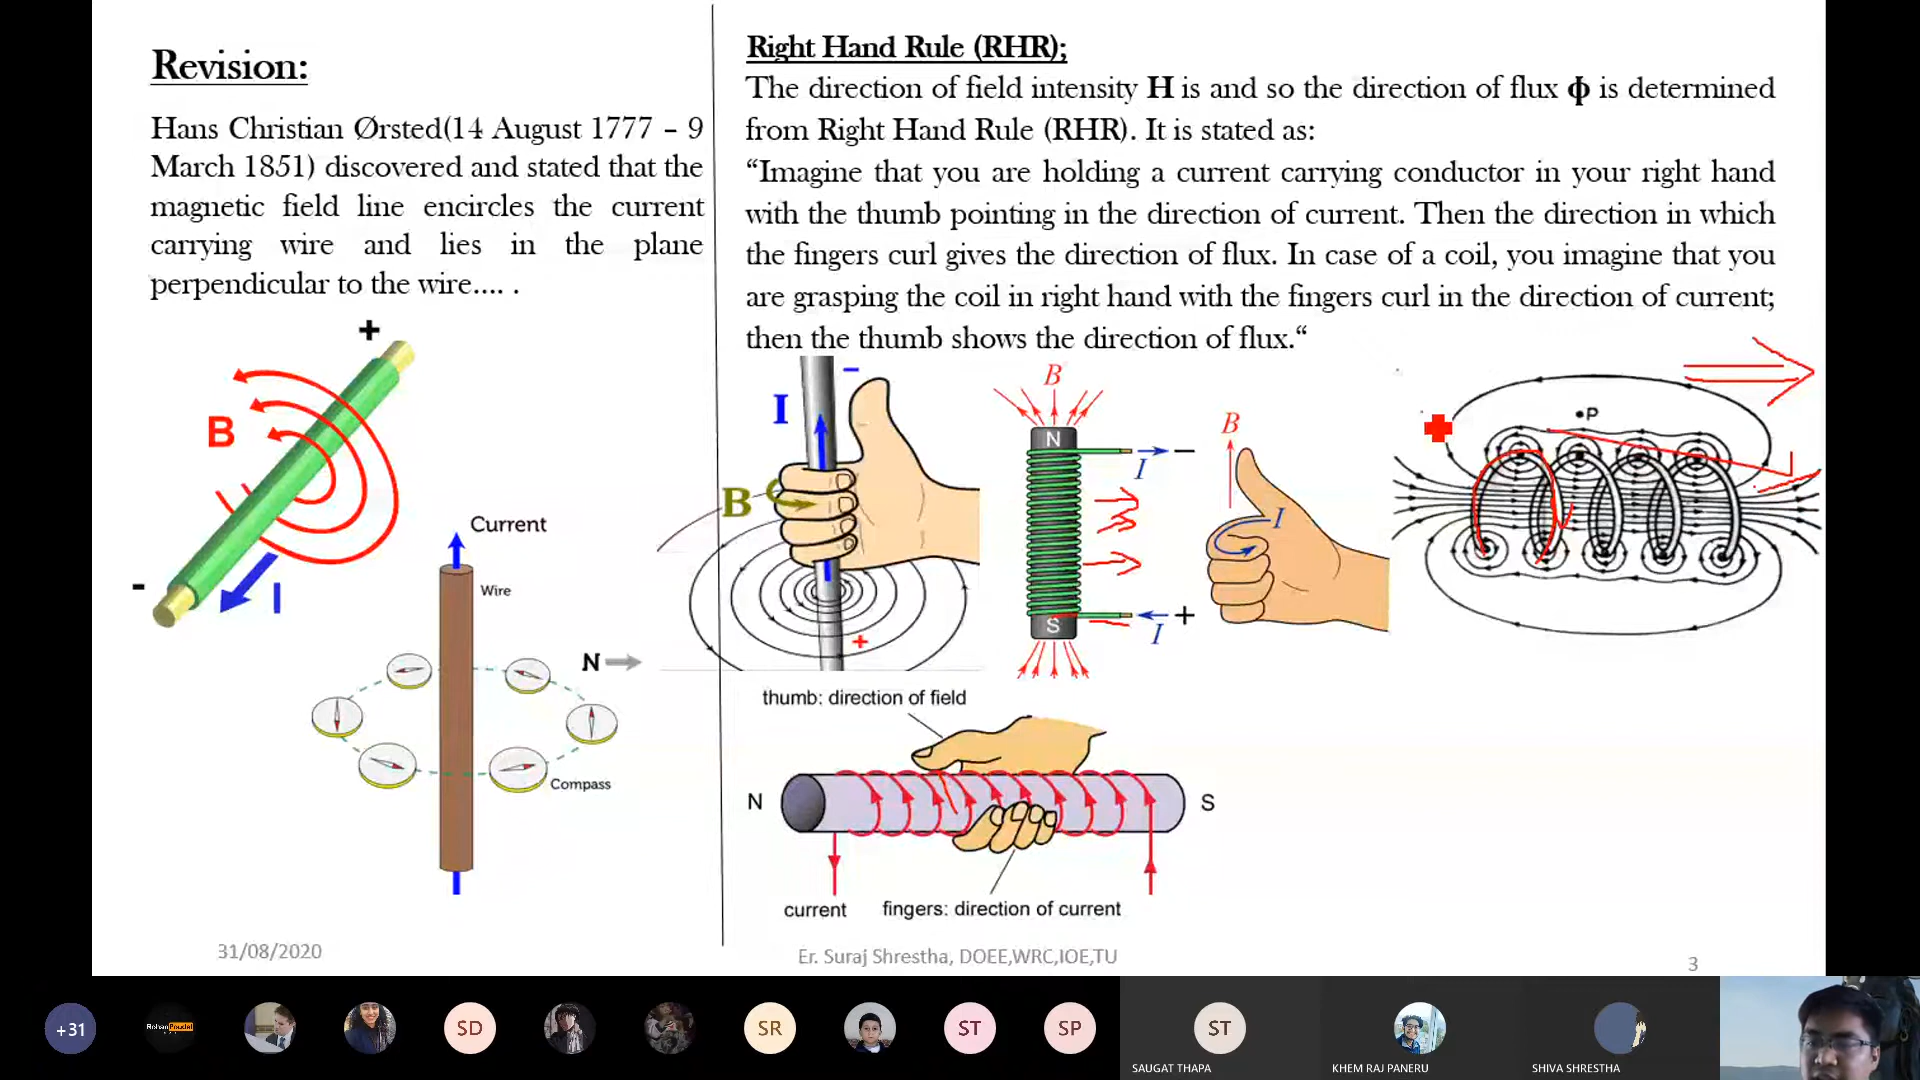 Revision:
Hans Christian Ørsted(14 August 1777 – 9
March 1851) discovered and stated that the
magnetic field line encircles the current
carrying wire and lies in the plane
perpendicular to the wire.... .
+
B
-
I
Current
Wire
N
Compass
31/08/2020
Right Hand Rule (RHR);
The direction of field intensity H is and so the direction of flux ϕ is determined
from Right Hand Rule (RHR). It is stated as:
“Imagine that you are holding a current carrying conductor in your right hand
with the thumb pointing in the direction of current. Then the direction in which
the fingers curl gives the direction of flux. In case of a coil, you imagine that you
are grasping the coil in right hand with the fingers curl in the direction of current;
then the thumb shows the direction of flux.“
I
-
B
+
B
N
I
-
S
I
+
B
I
+
•P
thumb: direction of field
N
S
current
fingers: direction of current
Er. Suraj Shrestha, DOEE,WRC,IOE,TU
3
+31
RohanPoudel
SD
SR
ST
SP
ST
SAUGAT THAPA
KHEM RAJ PANERU
SHIVA SHRESTHA